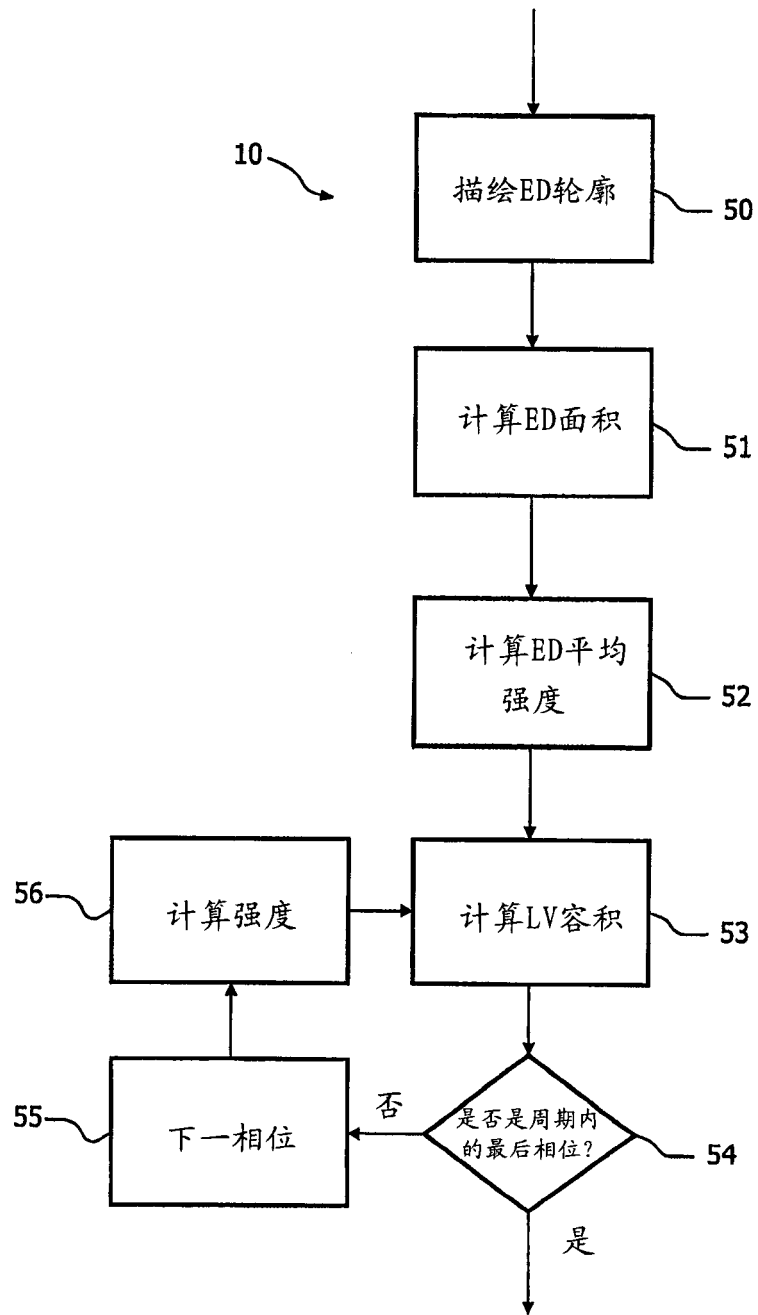 10
描绘ED轮廓
50
计算ED面积
51
计算ED平均
强度
52
56
计算强度
计算LV容积
53
55
下一相位
否
是否是周期内
的最后相位?
54
是